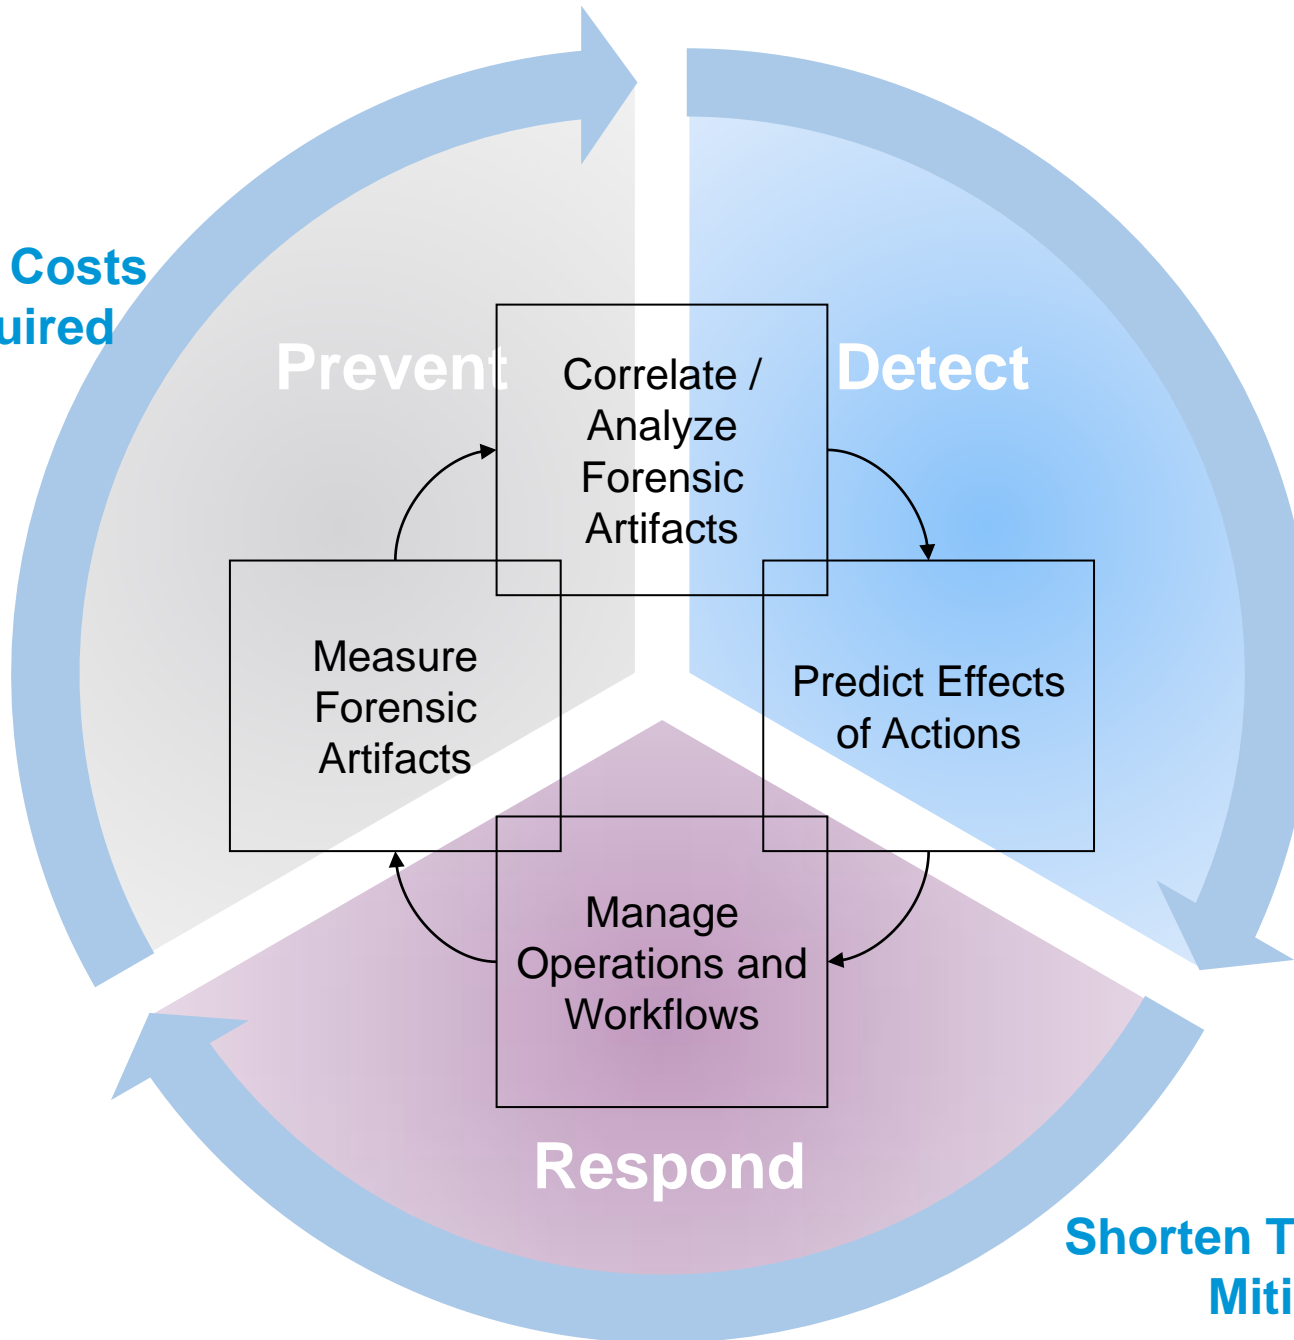 Costs
uired
Prevent
Detect
Correlate /
Analyze
Forensic
Artifacts
Measure
Forensic
Artifacts
Predict Effects
of Actions
Manage
Operations and
Workflows
Respond
Shorten T
Miti